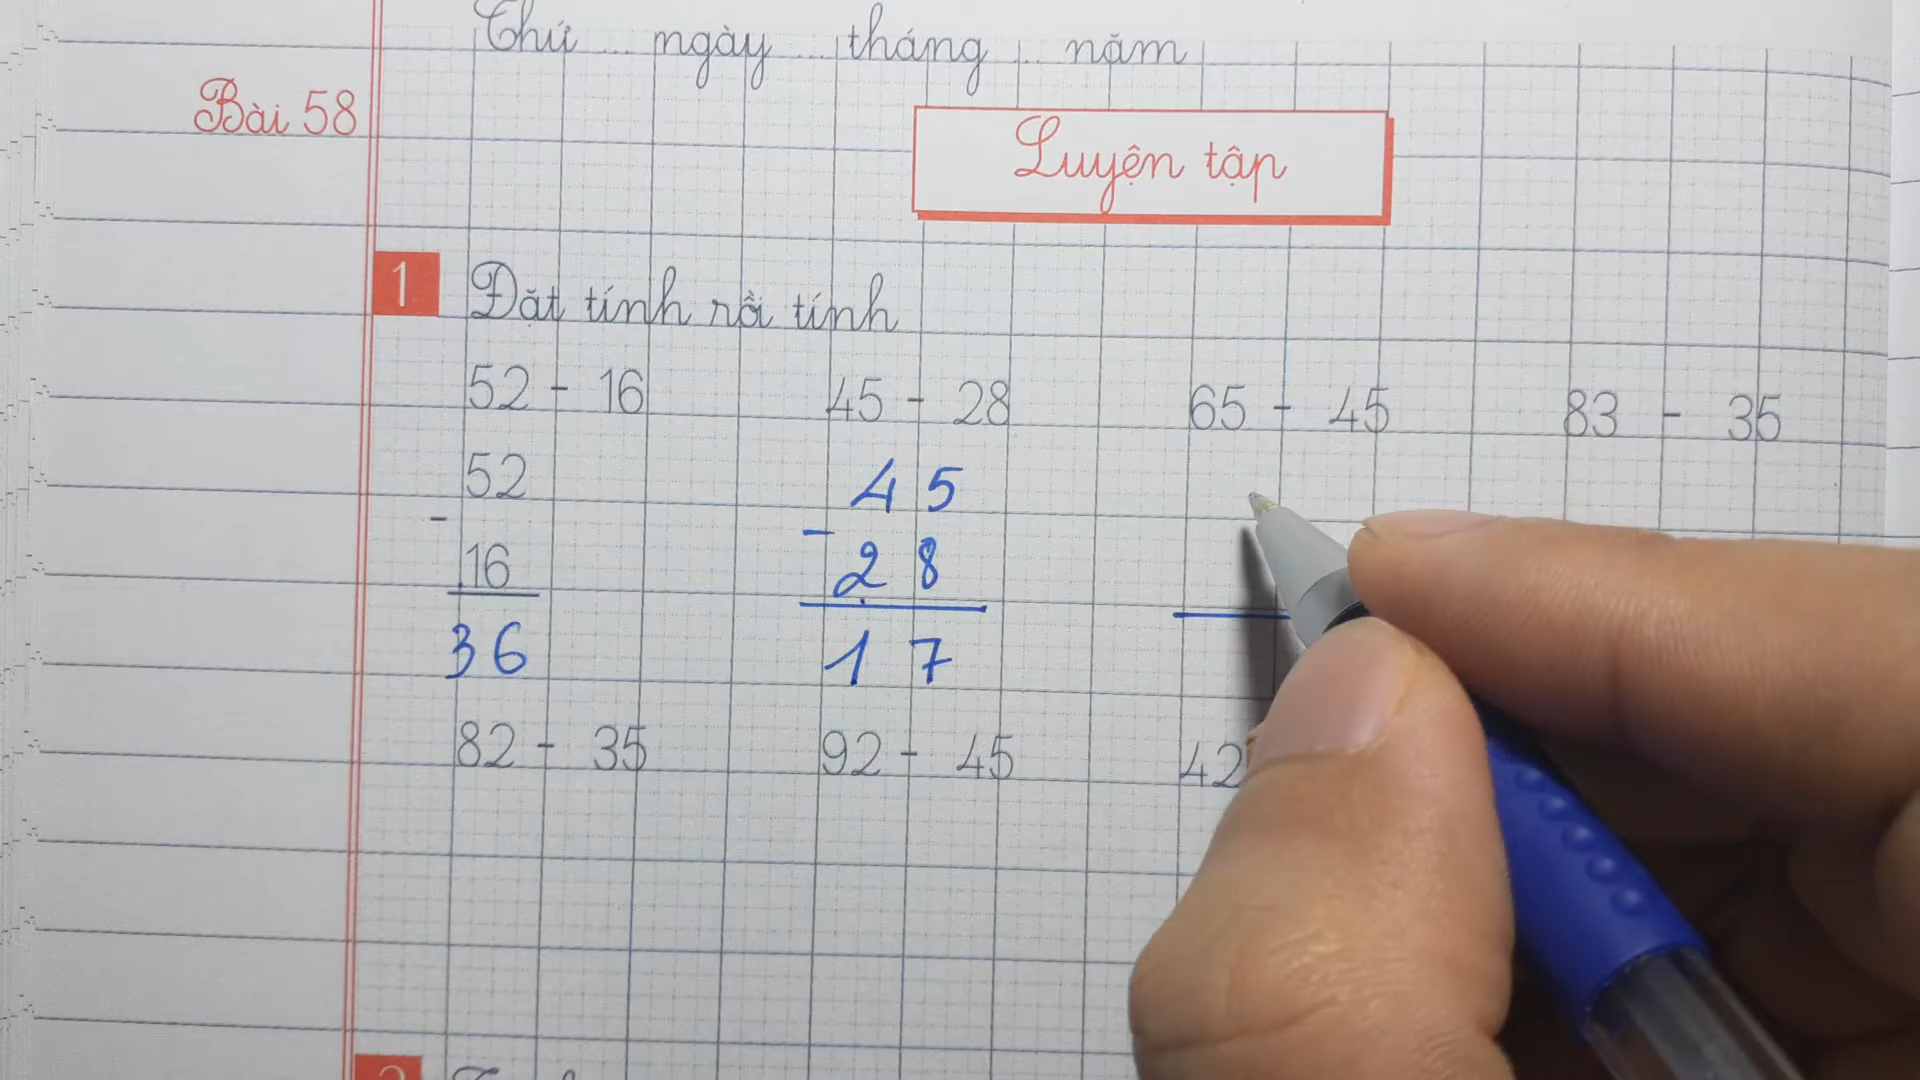 Thứ ... ngày ... tháng ... năm
Bài 58
Luyện tập
1 Đặt tính rồi tính
52 - 16 45 - 28 65 - 45 83 - 35
52 45
- -
16 28
36 17
82 - 35 92 - 45 42